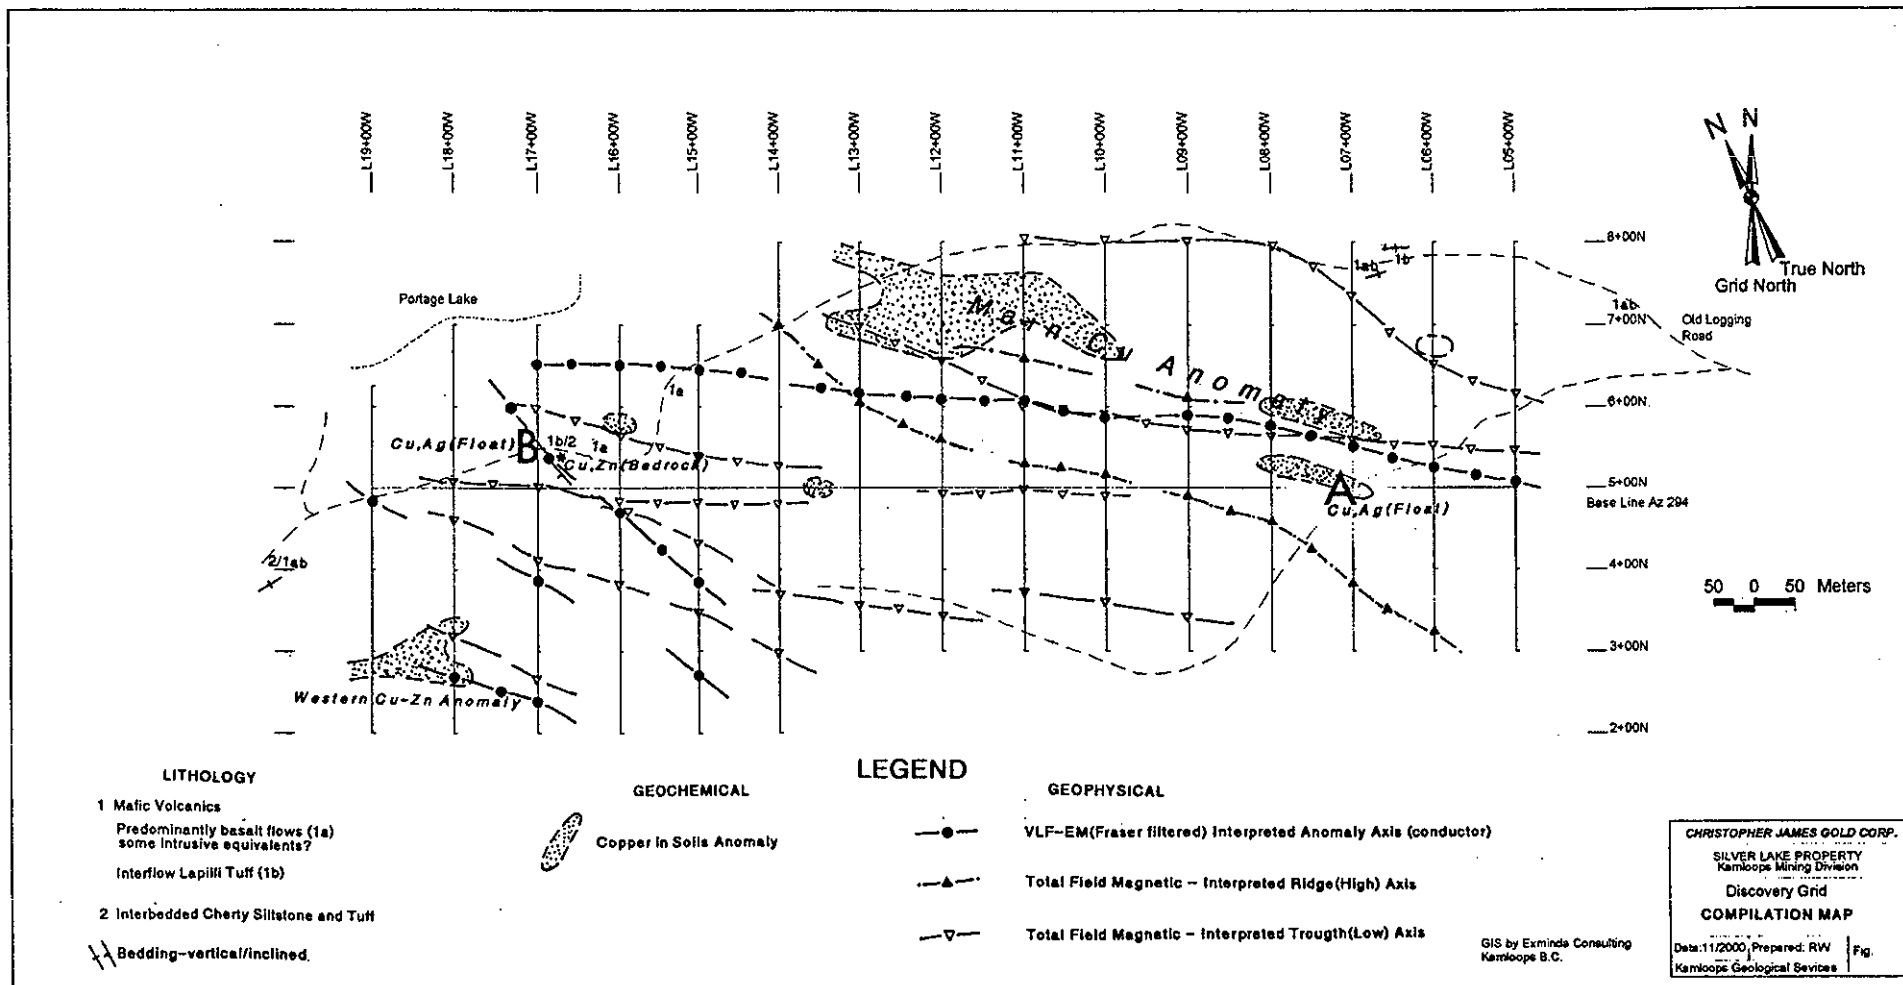 L19+00W
L18+00W
L17+00W
L16+00W
L15+00W
L14+00W
L13+00W
L12+00W
L11+00W
L10+00W
L09+00W
L08+00W
L07+00W
L06+00W
L05+00W
N N
True North
Grid North
8+00N
7+00N
6+00N
5+00N
Base Line Az 294
4+00N
3+00N
2+00N
Portage Lake
Old Logging
Road
1ab
1b
1ab
Main Cu Anomaly
1a
Cu,Ag(Float)
B
1b/2
1a
Cu,Zn(Bedrock)
A
Cu,Ag(Float)
2/1ab
Western Cu-Zn Anomaly
50 0 50 Meters
LEGEND
LITHOLOGY
1 Mafic Volcanics
Predominantly basalt flows (1a)
some Intrusive equivalents?
Interflow Lapilli Tuff (1b)
2 Interbedded Cherty Siltstone and Tuff
Bedding-vertical/inclined.
GEOCHEMICAL
Copper in Soils Anomaly
GEOPHYSICAL
VLF-EM(Fraser filtered) Interpreted Anomaly Axis (conductor)
Total Field Magnetic - Interpreted Ridge(High) Axis
Total Field Magnetic - Interpreted Trougth(Low) Axis
GIS by Exminda Consulting
Kamloops B.C.
CHRISTOPHER JAMES GOLD CORP.
SILVER LAKE PROPERTY
Kamloops Mining Division
Discovery Grid
COMPILATION MAP
Date:11/2000 Prepared: RW Fig.
Kamloops Geological Sevices